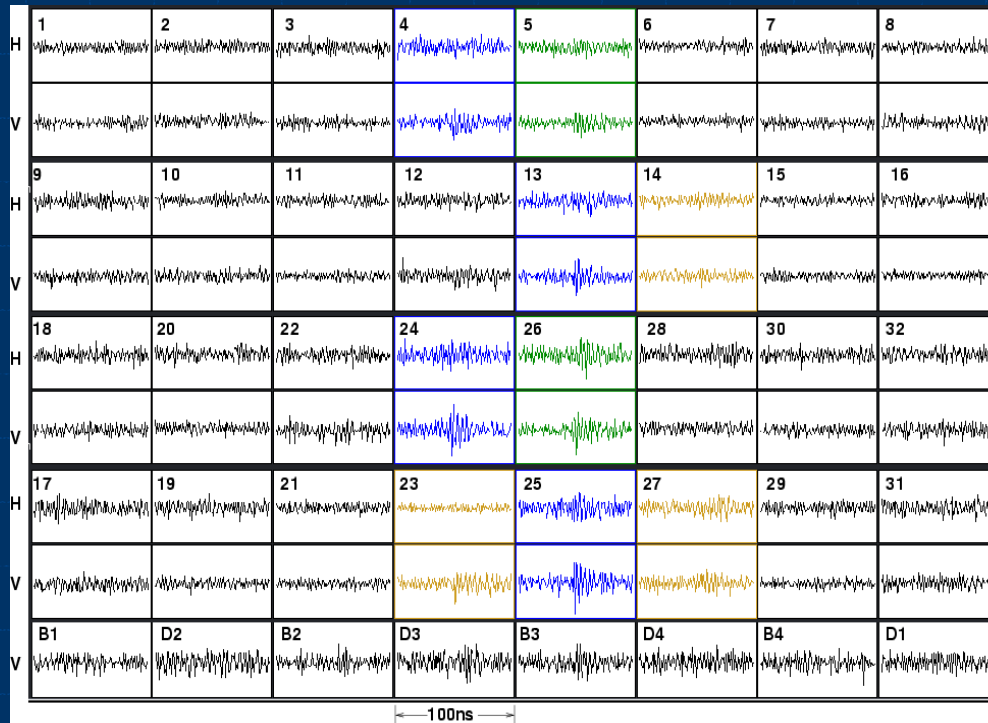 1 2 3 4 5 6 7 8
H
V
9 10 11 12 13 14 15 16
H
V
18 20 22 24 26 28 30 32
H
V
17 19 21 23 25 27 29 31
H
V
B1 D2 B2 D3 B3 D4 B4 D1
V
100ns